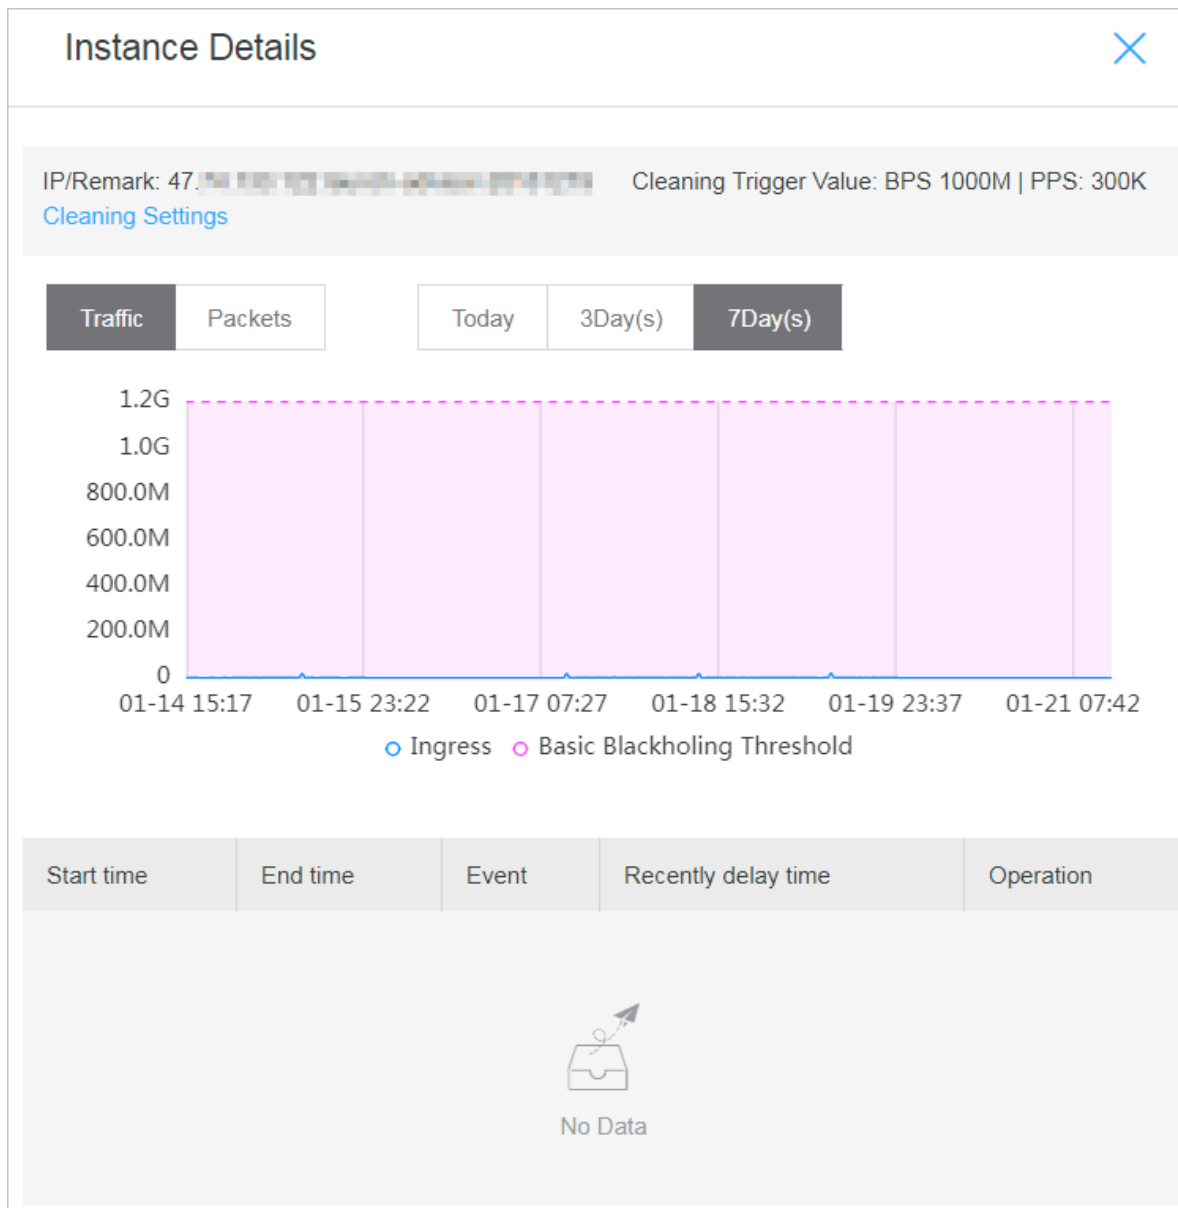 Instance Details
IP/Remark: 47. Cleaning Trigger Value: BPS 1000M | PPS: 300K
Cleaning Settings
Traffic Packets Today 3Day(s) 7Day(s)
1.2G
1.0G
800.0M
600.0M
400.0M
200.0M
0
01-14 15:17 01-15 23:22 01-17 07:27 01-18 15:32 01-19 23:37 01-21 07:42
Ingress Basic Blackholing Threshold
Start time End time Event Recently delay time Operation
No Data